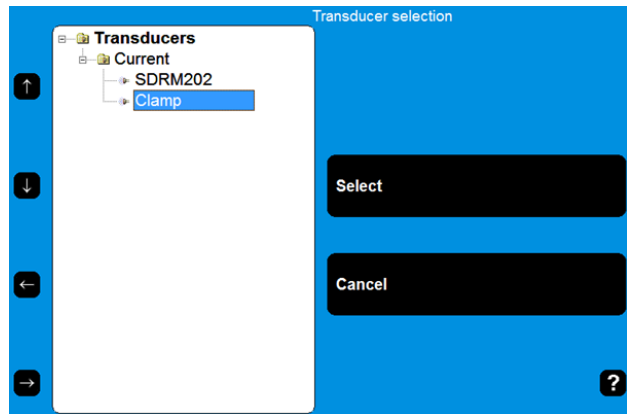 Transducer selection
Transducers
Current
SDRM202
Clamp
↑
↓
Select
←
Cancel
→
?